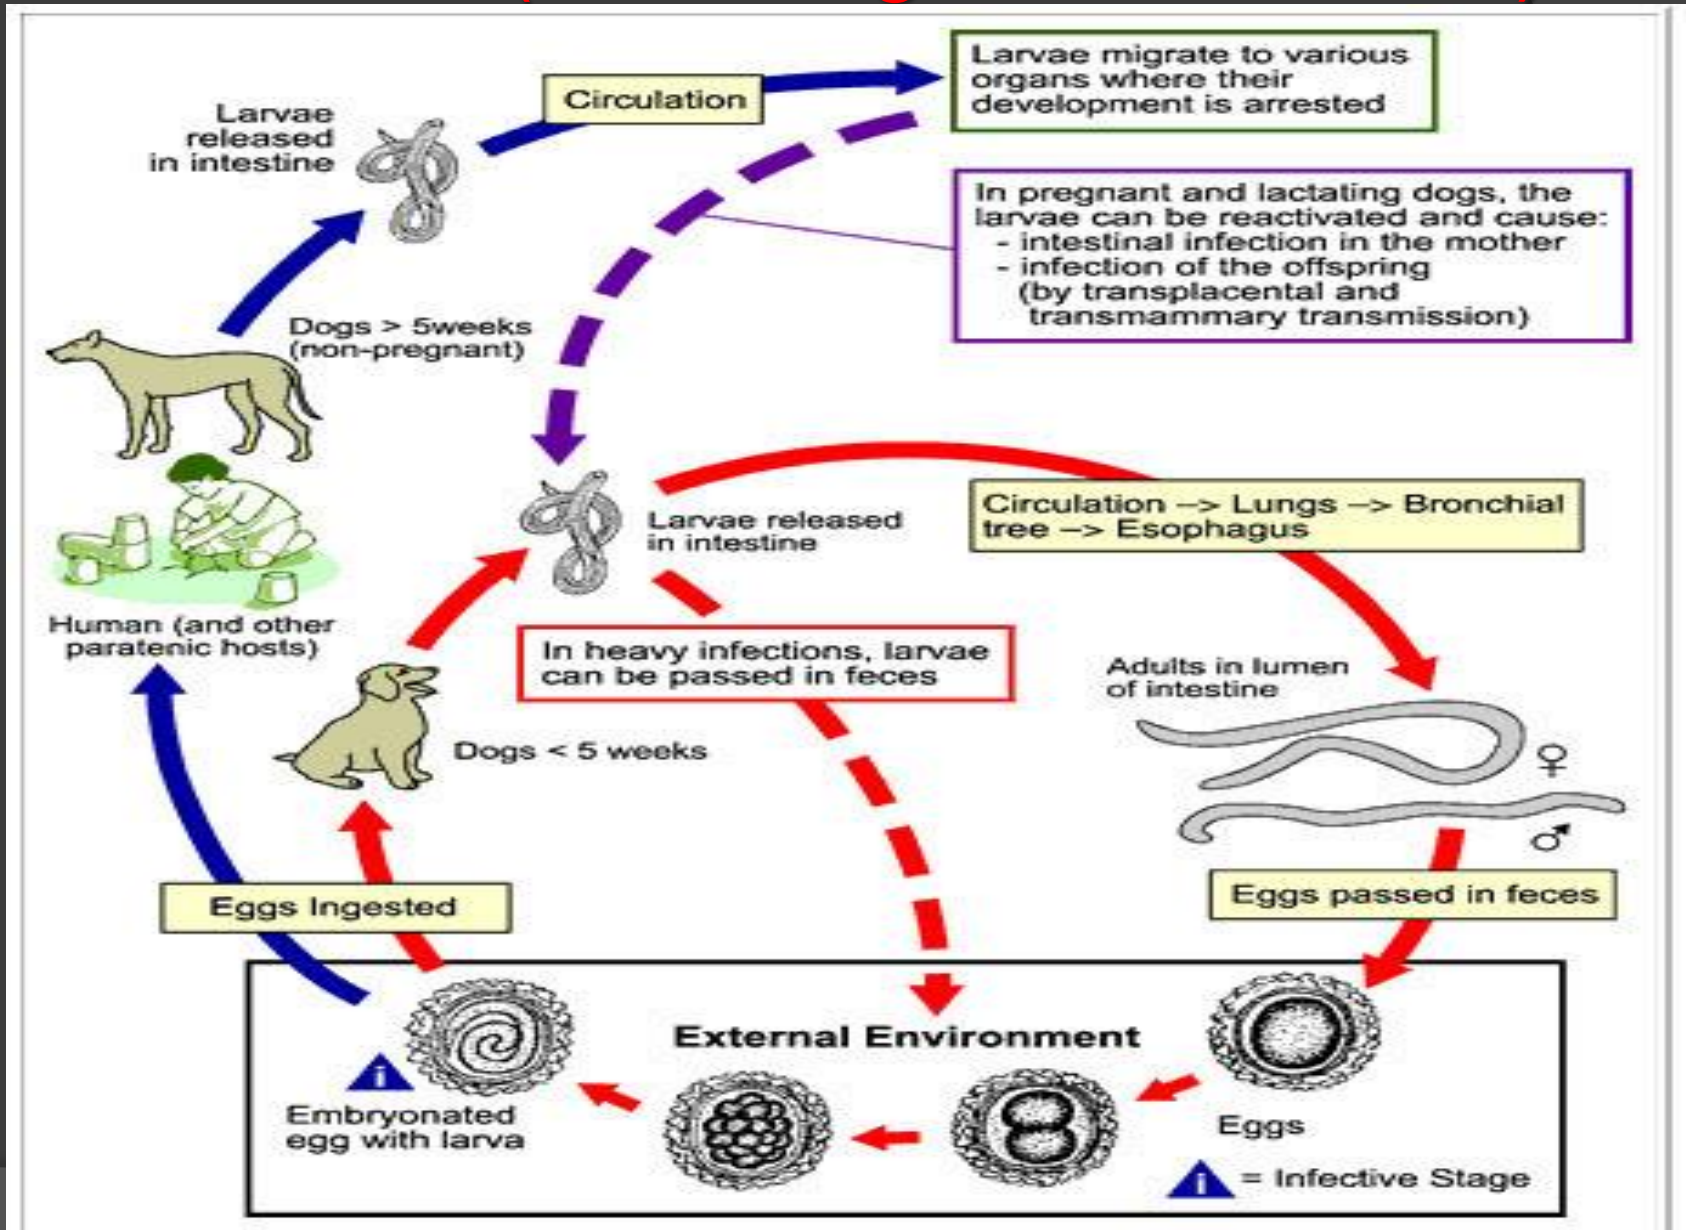 Larvae migrate to various
organs where their
development is arrested
Circulation
Larvae
released
in intestine
In pregnant and lactating dogs, the
larvae can be reactivated and cause:
- intestinal infection in the mother
- infection of the offspring
(by transplacental and
transmammary transmission)
Dogs > 5weeks
(non-pregnant)
Larvae released
in intestine
Circulation –> Lungs –> Bronchial
tree –> Esophagus
Human (and other
paratenic hosts)
In heavy infections, larvae
can be passed in feces
Adults in lumen
of intestine
♀
Dogs < 5 weeks
♂
Eggs Ingested
Eggs passed in feces
External Environment
i
Embryonated
egg with larva
Eggs
i = Infective Stage